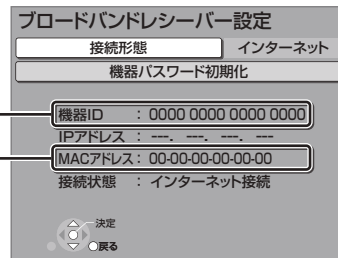 ブロードバンドレシーバー設定
接続形態 インターネット
機器パスワード初期化
機器ID : 0000 0000 0000 0000
IPアドレス : ---. ---. ---. ---
MACアドレス : 00-00-00-00-00-00
接続状態 : インターネット接続
決定
戻る